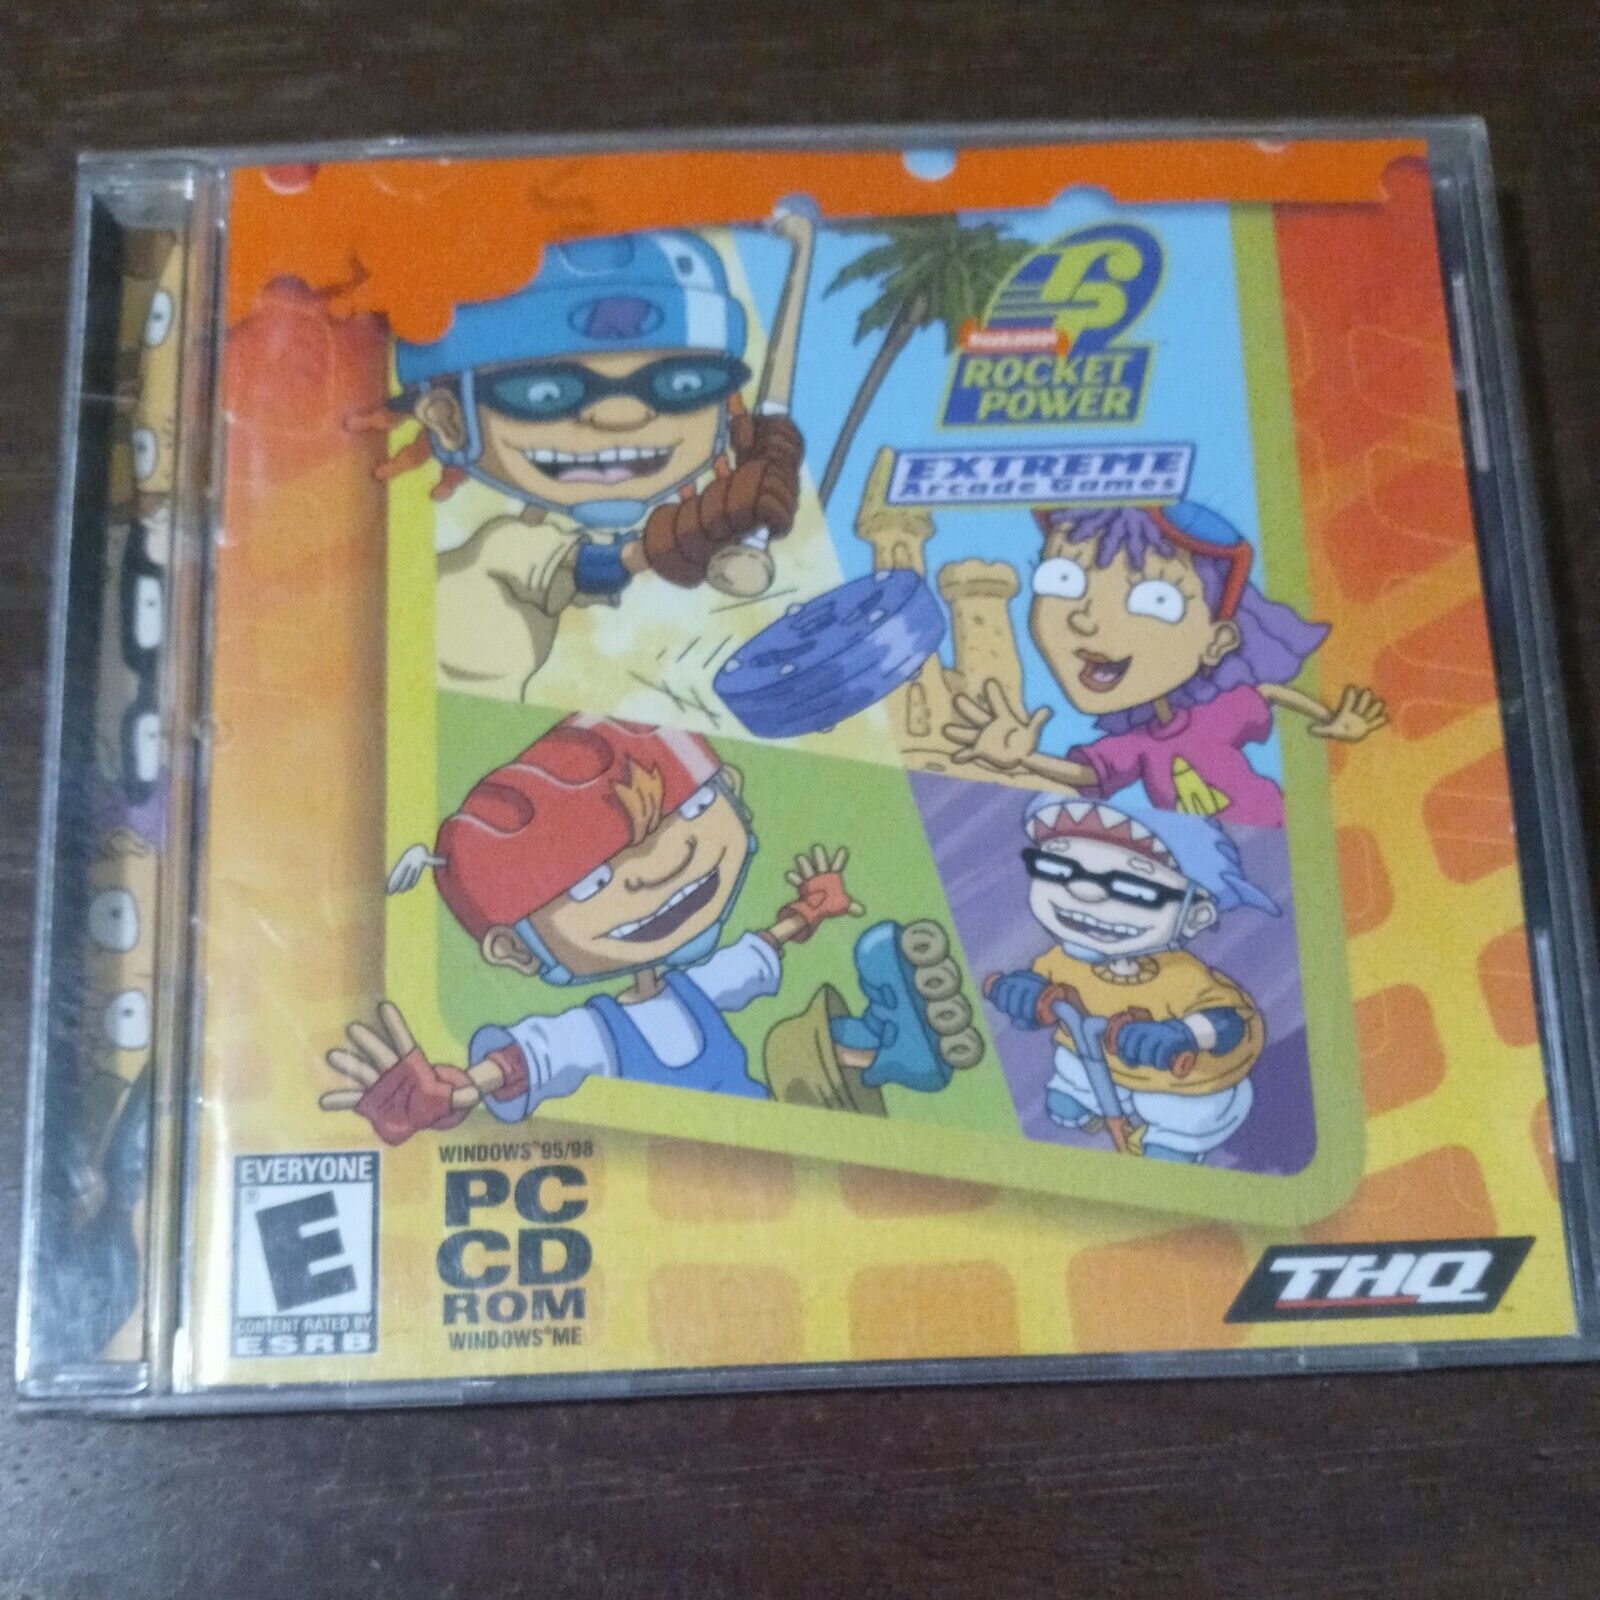 ROCKET
POWER
EXTREME
Arcade Games
WINDOWS 95/98
PC
CD
ROM
WINDOWS ME
EVERYONE
E
CONTENT RATED BY
ESRB
THQ